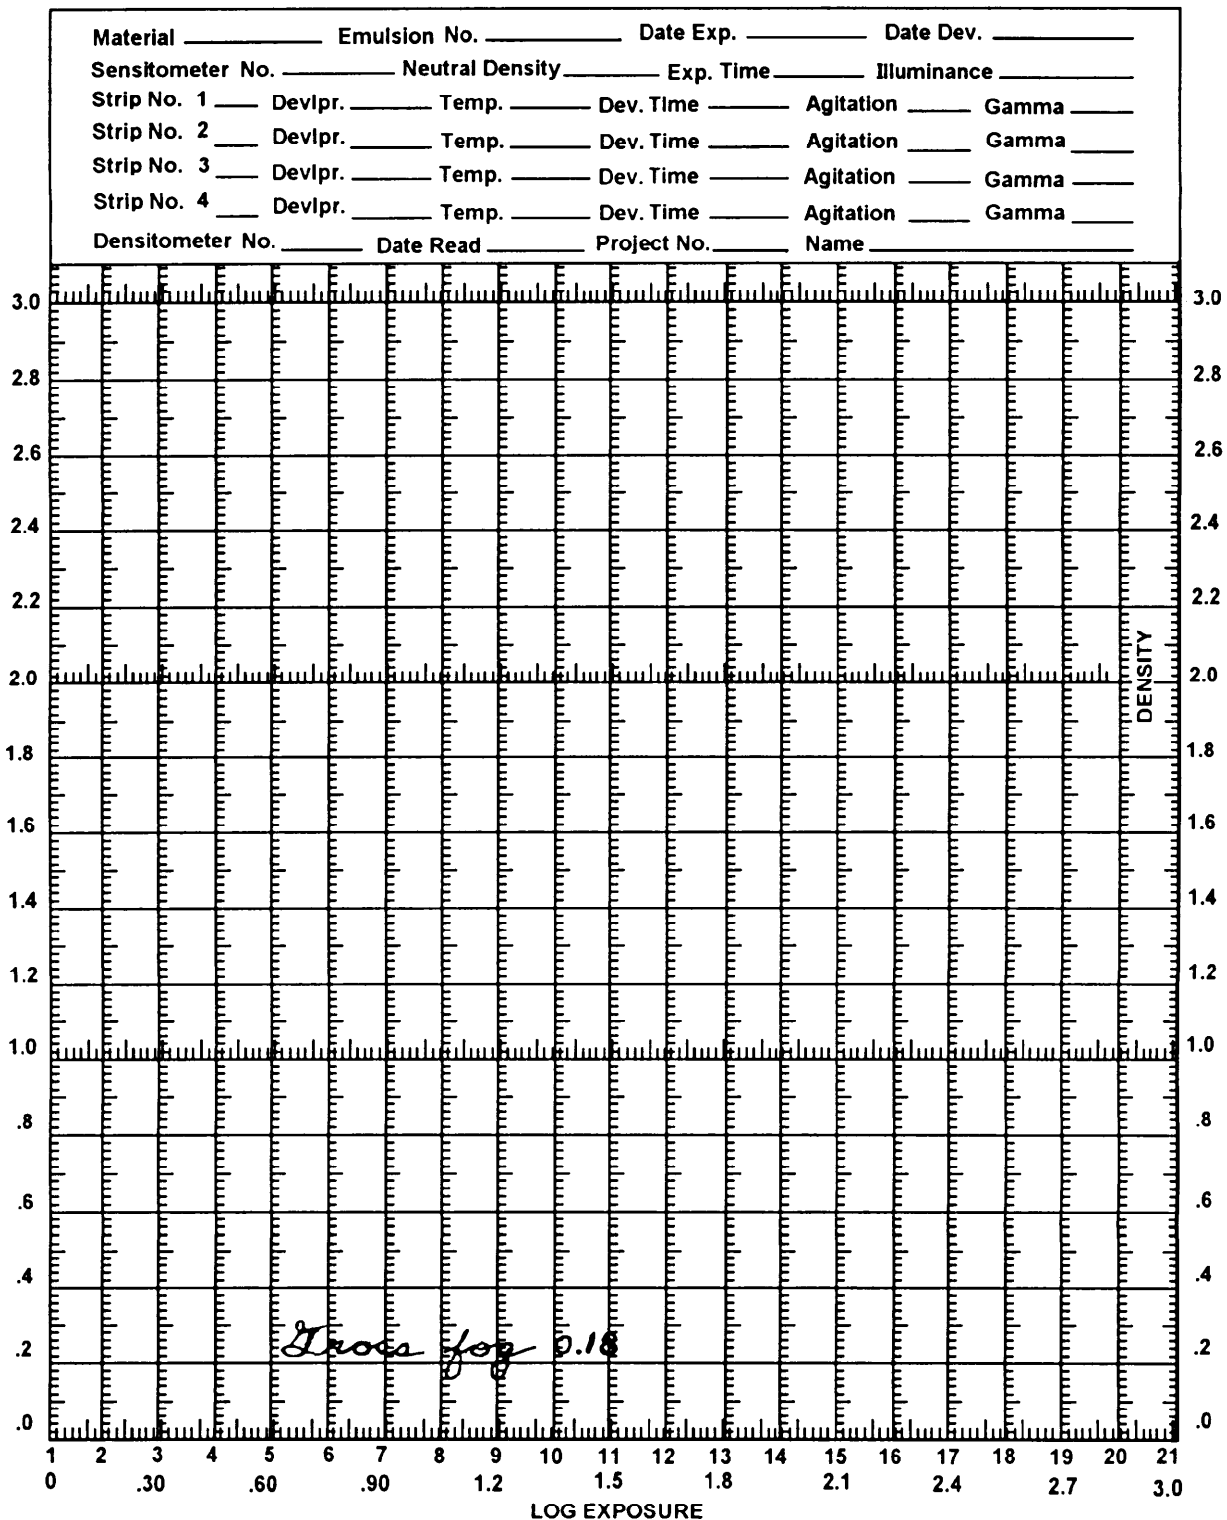 Material Emulsion No. Date Exp. Date Dev.
Sensitometer No. Neutral Density Exp. Time Illuminance
Strip No. 1 Devlpr. Temp. Dev. Time Agitation Gamma
Strip No. 2 Devlpr. Temp. Dev. Time Agitation Gamma
Strip No. 3 Devlpr. Temp. Dev. Time Agitation Gamma
Strip No. 4 Devlpr. Temp. Dev. Time Agitation Gamma
Densitometer No. Date Read Project No. Name
3.0 3.0
2.8 2.8
2.6 2.6
2.4 2.4
2.2 2.2
DENSITY
2.0 2.0
1.8 1.8
1.6 1.6
1.4 1.4
1.2 1.2
1.0 1.0
.8 .8
.6 .6
.4 .4
Gross fog 0.18
.2 .2
.0 .0
1 2 3 4 5 6 7 8 9 10 11 12 13 14 15 16 17 18 19 20 21
0 .30 .60 .90 1.2 1.5 1.8 2.1 2.4 2.7 3.0
LOG EXPOSURE